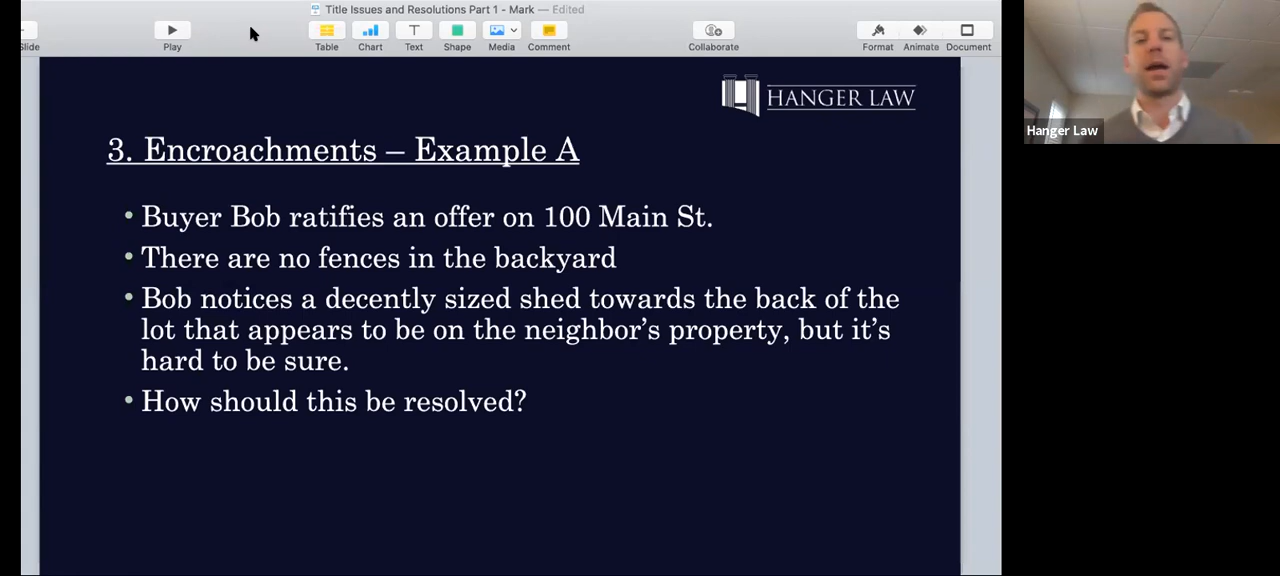 Title Issues and Resolutions Part 1 - Mark — Edited
Play
Table
Chart
Text
Shape
Media
Comment
Collaborate
Format
Animate
Document
HANGER LAW
Hanger Law
3. Encroachments – Example A
• Buyer Bob ratifies an offer on 100 Main St.
• There are no fences in the backyard
• Bob notices a decently sized shed towards the back of the
lot that appears to be on the neighbor’s property, but it’s
hard to be sure.
• How should this be resolved?